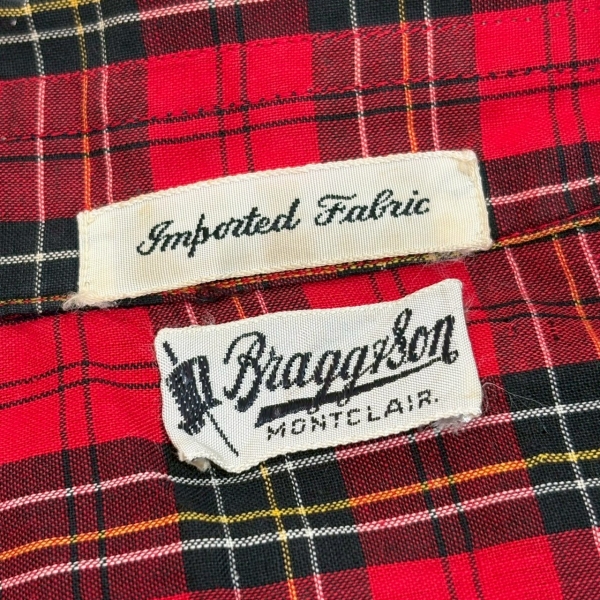 Imported Fabric
Bragg & Son
MONTCLAIR.